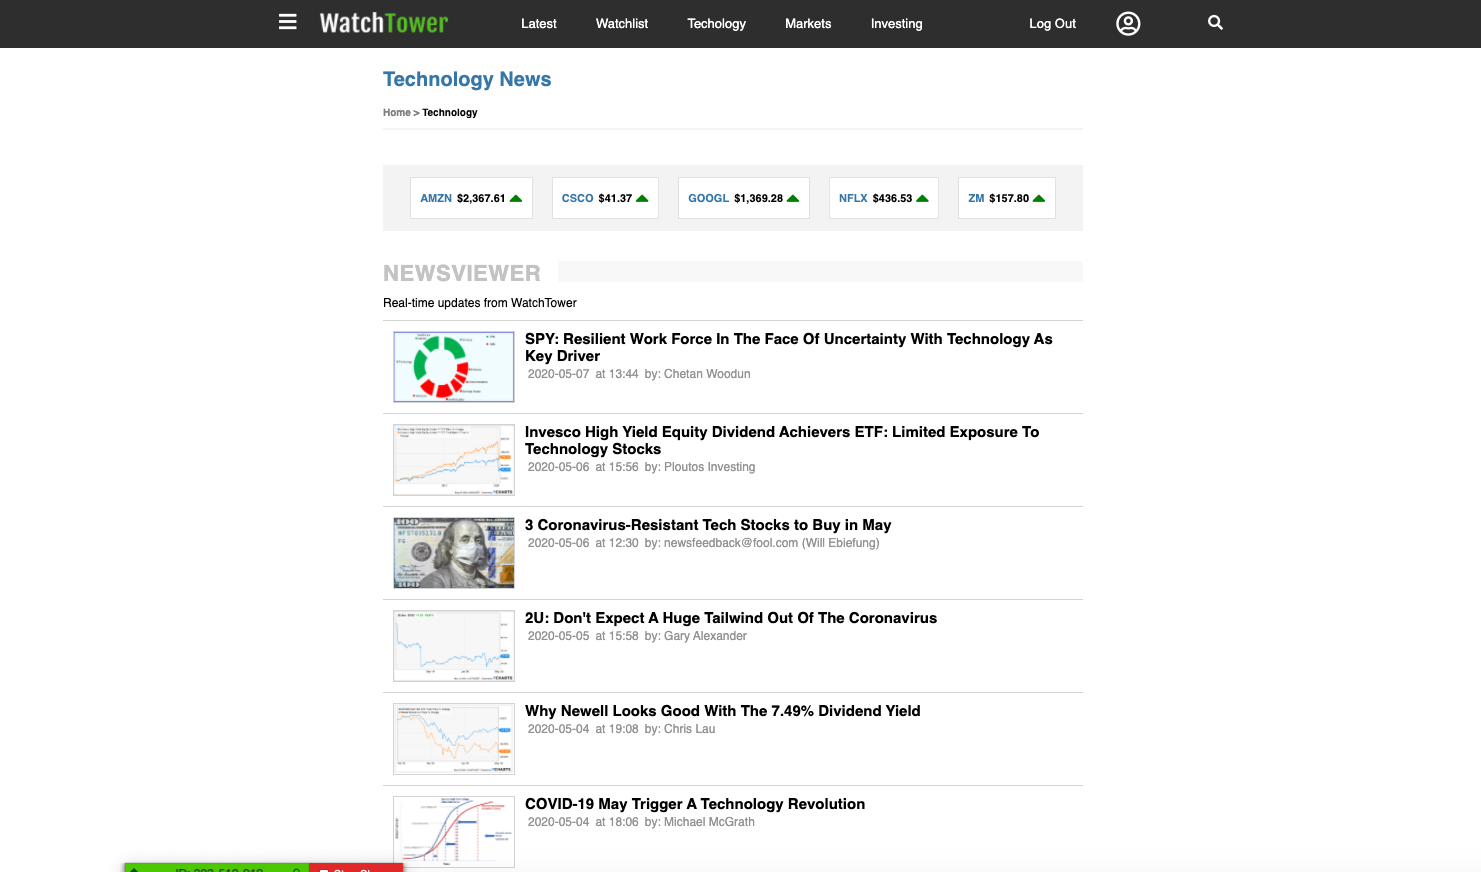 WatchTower Latest Watchlist Techology Markets Investing Log Out
Technology News
Home > Technology
AMZN $2,367.61 CSCO $41.37 GOOGL $1,369.28 NFLX $436.53 ZM $157.80
NEWSVIEWER
Real-time updates from WatchTower
SPY: Resilient Work Force In The Face Of Uncertainty With Technology As
Key Driver
2020-05-07 at 13:44 by: Chetan Woodun
Invesco High Yield Equity Dividend Achievers ETF: Limited Exposure To
Technology Stocks
2020-05-06 at 15:56 by: Ploutos Investing
3 Coronavirus-Resistant Tech Stocks to Buy in May
2020-05-06 at 12:30 by: newsfeedback@fool.com (Will Ebiefung)
2U: Don't Expect A Huge Tailwind Out Of The Coronavirus
2020-05-05 at 15:58 by: Gary Alexander
Why Newell Looks Good With The 7.49% Dividend Yield
2020-05-04 at 19:08 by: Chris Lau
COVID-19 May Trigger A Technology Revolution
2020-05-04 at 18:06 by: Michael McGrath